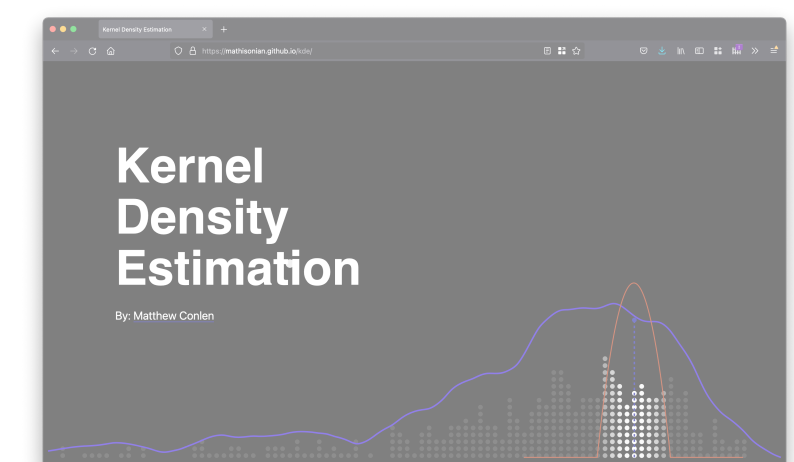 Kernel Density Estimation
https://mathisonian.github.io/kde/
Kernel
Density
Estimation
By: Matthew Conlen